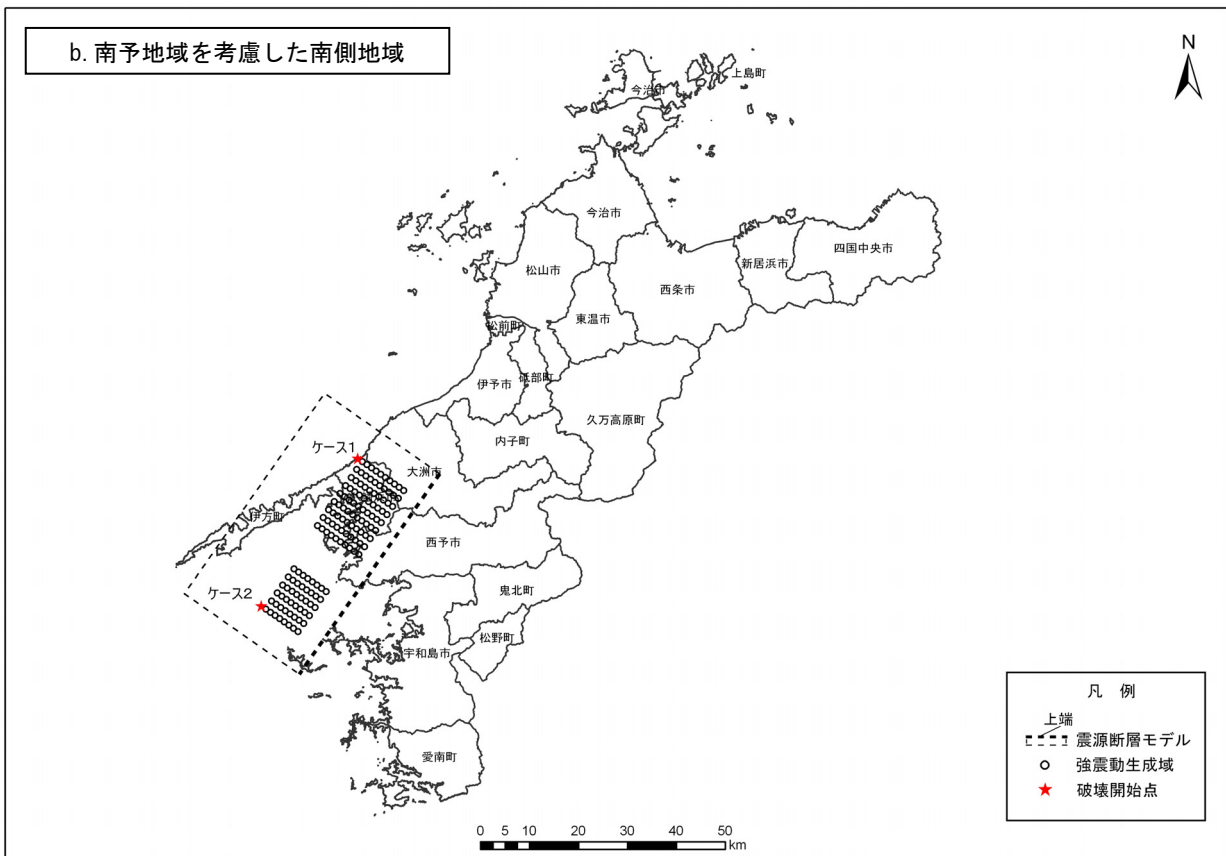 b. 南予地域を考慮した南側地域
N
上島町
今治市
今治市
四国中央市
新居浜市
松山市
西条市
東温市
松前町
伊予市
砥部町
久万高原町
内子町
ケース1
大洲市
伊方町
西予市
ケース2
鬼北町
松野町
宇和島市
愛南町
凡 例
上端
震源断層モデル
強震動生成域
破壊開始点
0 5 10 20 30 40 50
km